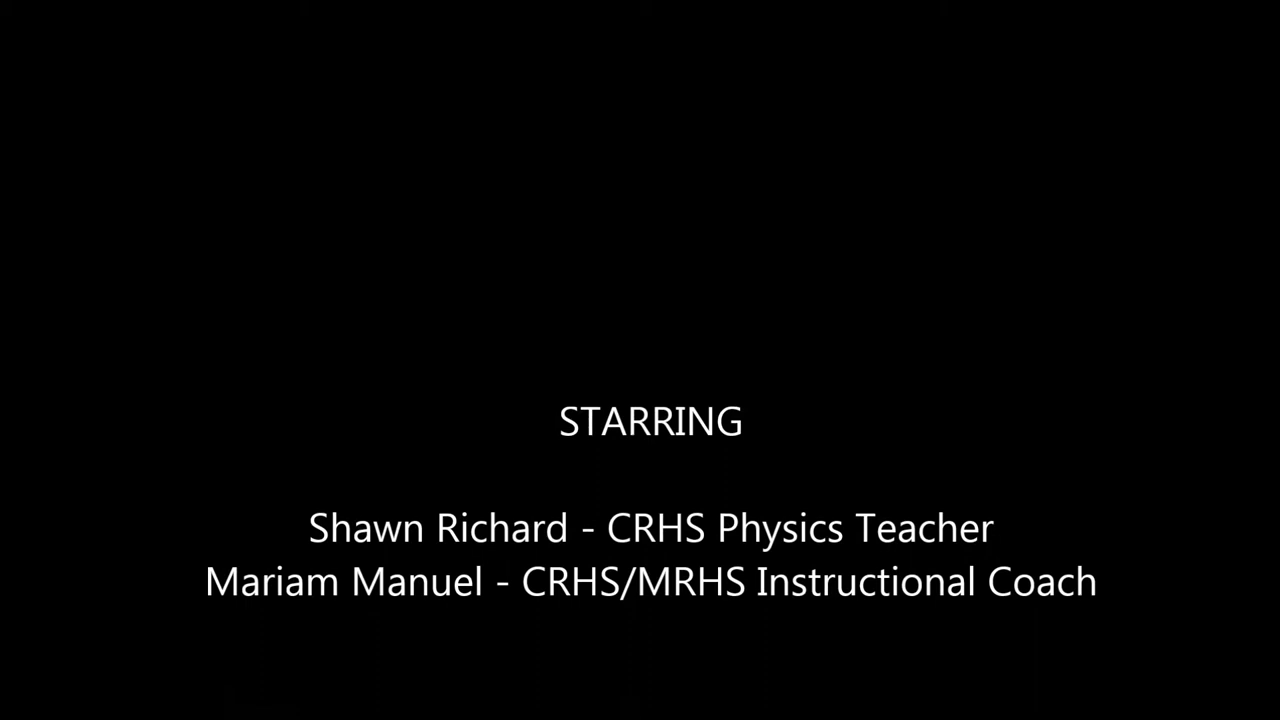 STARRING
Shawn Richard - CRHS Physics Teacher
Mariam Manuel - CRHS/MRHS Instructional Coach